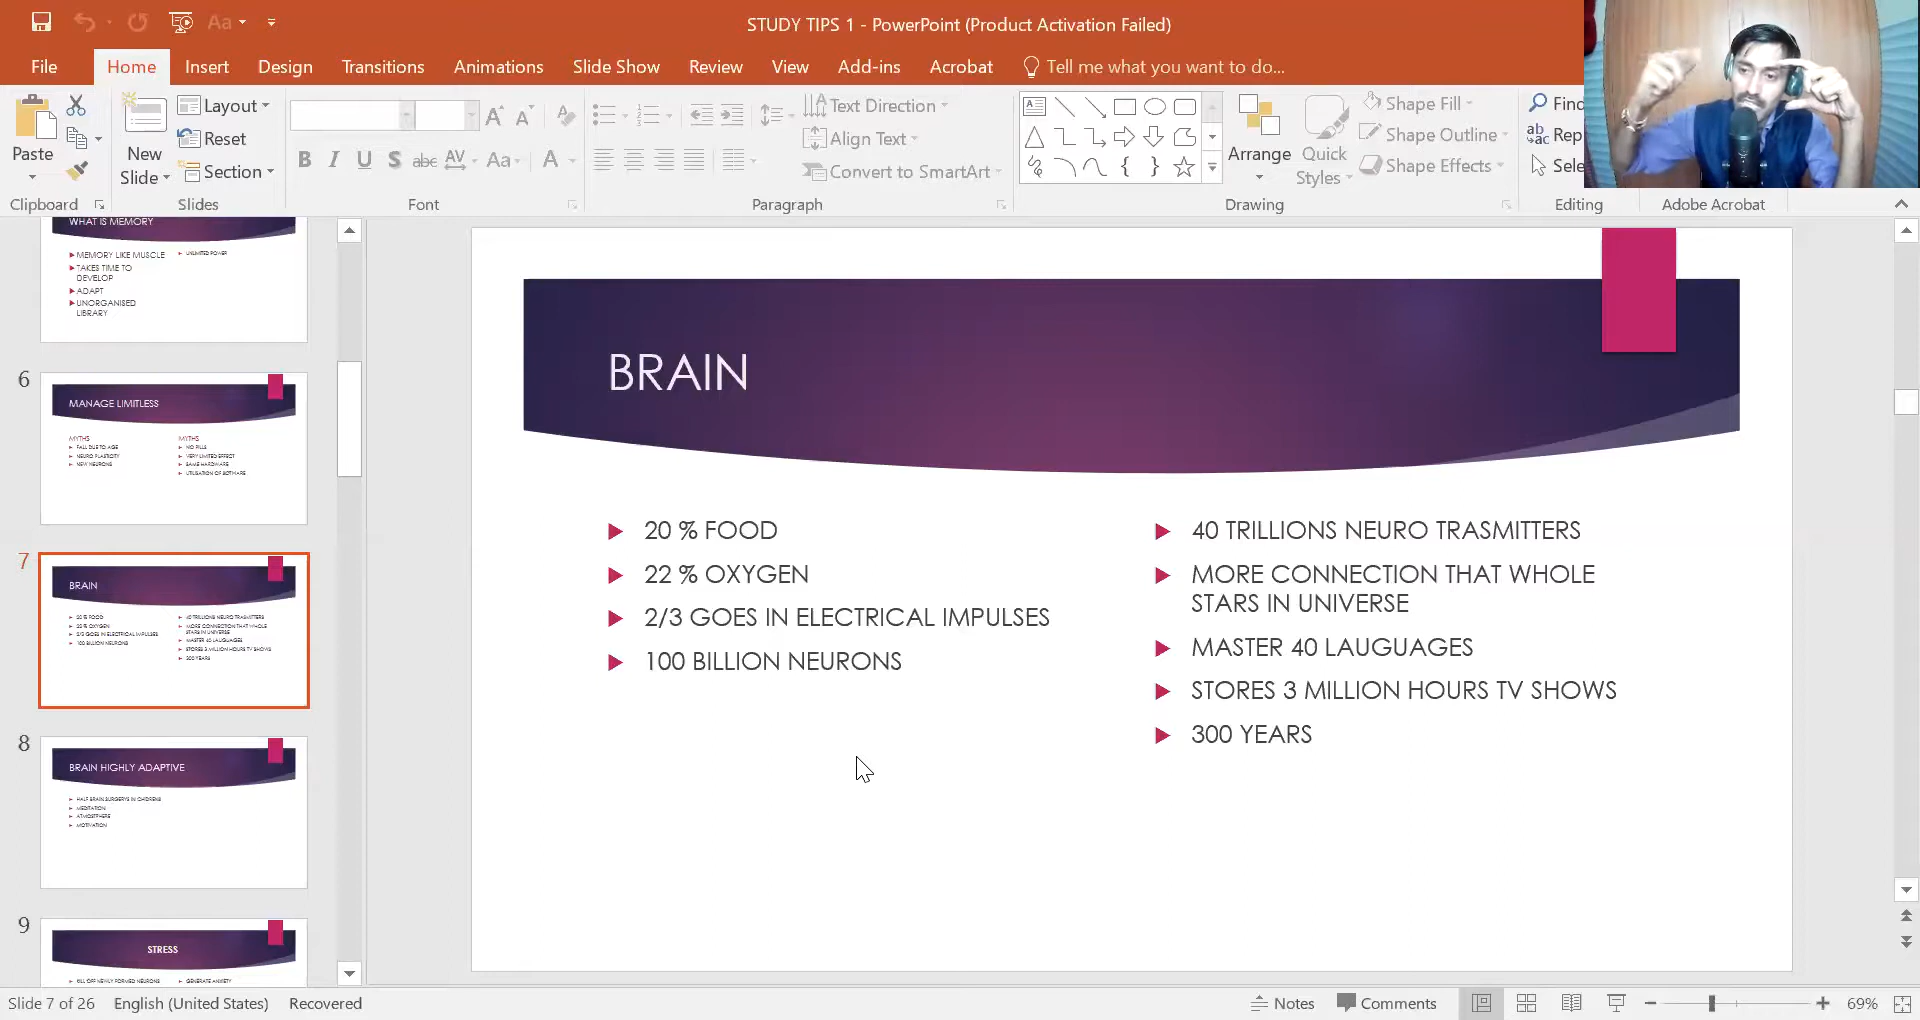 STUDY TIPS 1 - PowerPoint (Product Activation Failed)
File Home Insert Design Transitions Animations Slide Show Review View Add-ins Acrobat Tell me what you want to do...
Paste
New Slide
Layout
Reset
Section
Text Direction
Align Text
Convert to SmartArt
Arrange
Quick Styles
Shape Fill
Shape Outline
Shape Effects
Find
Rep
Sele
Clipboard Slides Font Paragraph Drawing Editing Adobe Acrobat
WHAT IS MEMORY
MEMORY LIKE MUSCLE
TAKES TIME TO
DEVELOP
ADAPT
UNORGANISED
LIBRARY
UNLIMITED POWER
6
MANAGE LIMITLESS
MYTHS
FALL DUE TO AGE
NEURO PLASTICITY
NEW NEURONS
MYTHS
NO PILLS
VERY LIMITED EFFECT
SAME HARDWARE
UTILISATION OF SOFTWARE
7
BRAIN
20 % FOOD
22 % OXYGEN
2/3 GOES IN ELECTRICAL IMPULSES
100 BILLION NEURONS
40 TRILLIONS NEURO TRASMITTERS
MORE CONNECTION THAT WHOLE
STARS IN UNIVERSE
MASTER 40 LAUGUAGES
STORES 3 MILLION HOURS TV SHOWS
300 YEARS
8
BRAIN HIGHLY ADAPTIVE
HALF BRAIN SURGERYS IN CHIDRENS
MEDITATION
ATMOSTPHERE
MOTIVATION
9
STRESS
KILL OFF NEWLY FORMED NEURONS
GENERATE ANXIETY
BRAIN
20 % FOOD
22 % OXYGEN
2/3 GOES IN ELECTRICAL IMPULSES
100 BILLION NEURONS
40 TRILLIONS NEURO TRASMITTERS
MORE CONNECTION THAT WHOLE
STARS IN UNIVERSE
MASTER 40 LAUGUAGES
STORES 3 MILLION HOURS TV SHOWS
300 YEARS
Slide 7 of 26 English (United States) Recovered Notes Comments 69%